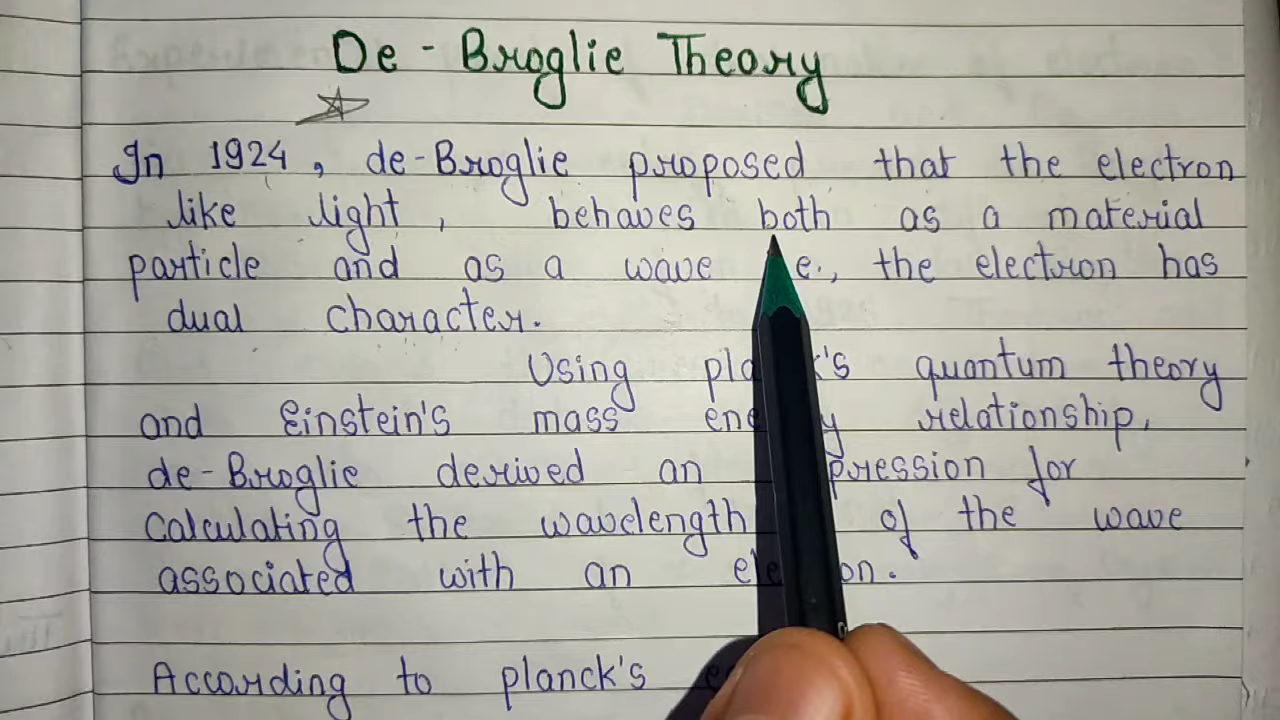 De - Broglie Theory
In 1924, de-Broglie proposed that the electron
like light, behaves both as a material
particle and as a wave e., the electron has
dual character.
Using quantum theory
and Einstein's mass relationship,
de-Broglie derived an for
calculating the wavelength of the wave
associated with an
According to planck's